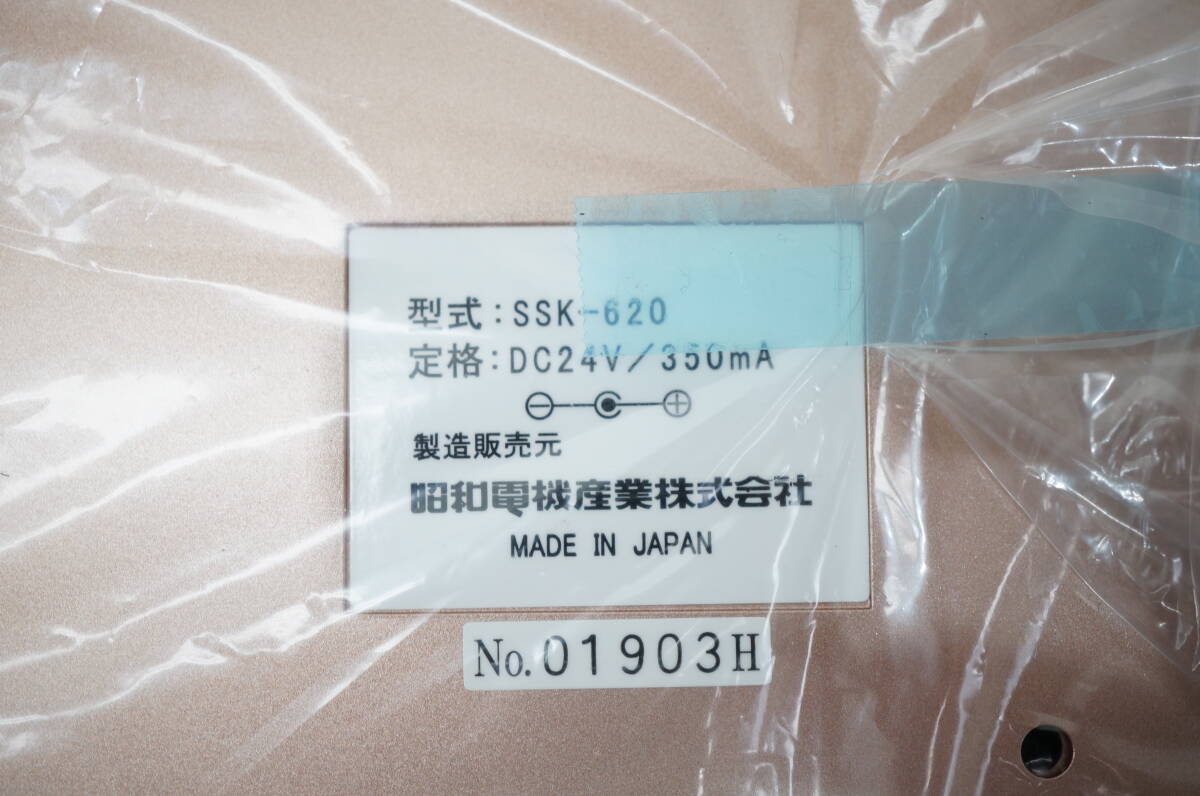 型式：SSK-620
定格：DC24V／350mA
製造販売元
昭和電機産業株式会社
MADE IN JAPAN
No.01903H